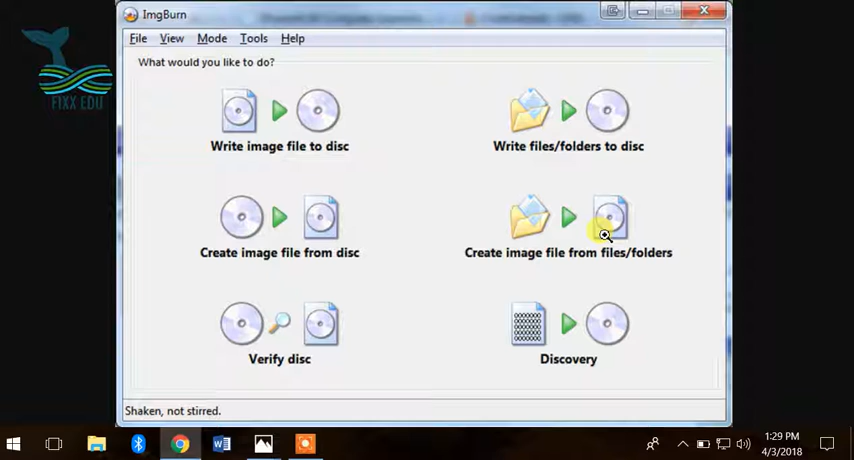 ImgBurn
File View Mode Tools Help
What would you like to do?
FIXX EDU
Write image file to disc
Write files/folders to disc
Create image file from disc
Create image file from files/folders
Verify disc
Discovery
Shaken, not stirred.
1:29 PM
4/3/2018